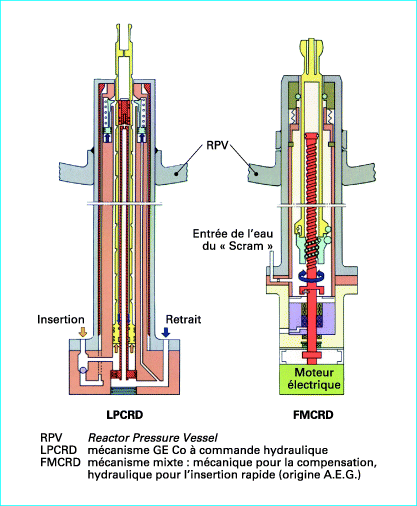 RPV
Entrée de l'eau
du « Scram »
Insertion
Retrait
Moteur
électrique
LPCRD
FMCRD
RPV Reactor Pressure Vessel
LPCRD mécanisme GE Co à commande hydraulique
FMCRD mécanisme mixte : mécanique pour la compensation,
hydraulique pour l'insertion rapide (origine A.E.G.)